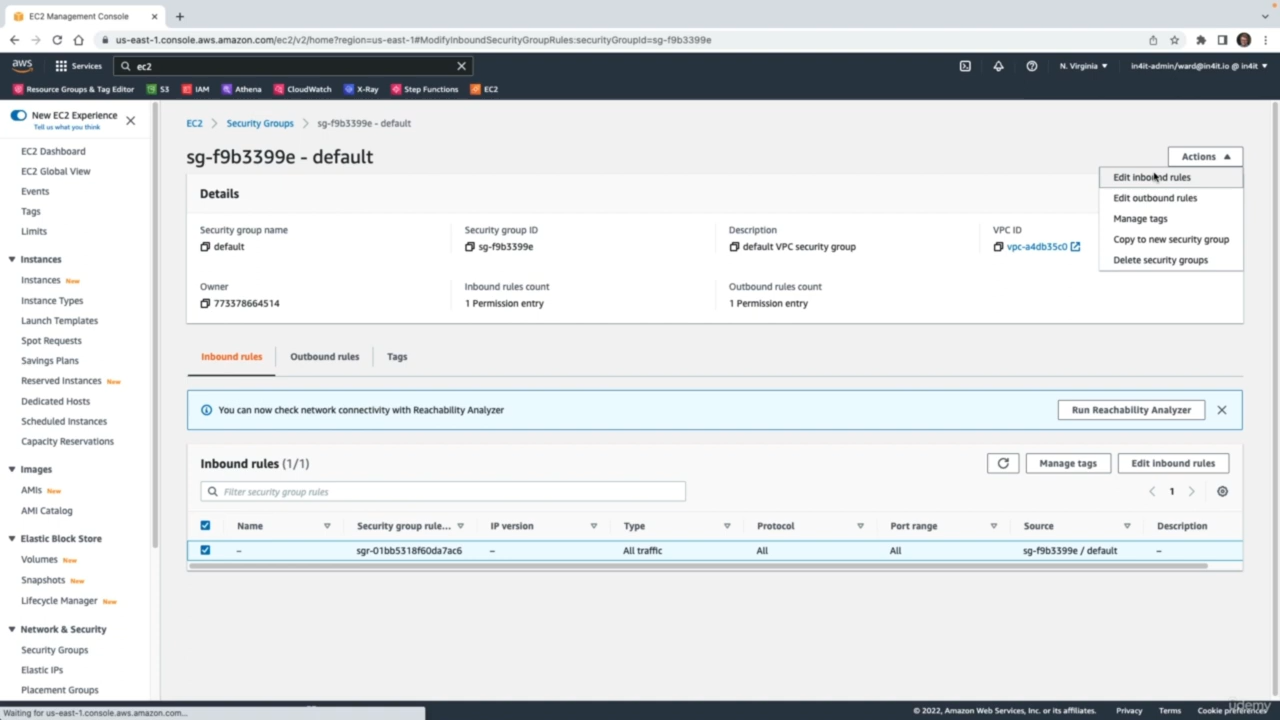 EC2 Management Console
us-east-1.console.aws.amazon.com/ec2/v2/home?region=us-east-1#ModifyInboundSecurityGroupRules:securityGroupId=sg-f9b3399e
aws Services ec2 N. Virginia in4it-admin/ward@in4it.io @ in4it
Resource Groups & Tag Editor S3 IAM Athena CloudWatch X-Ray Step Functions EC2
New EC2 Experience
Tell us what you think
EC2 Dashboard
EC2 Global View
Events
Tags
Limits
Instances
Instances New
Instance Types
Launch Templates
Spot Requests
Savings Plans
Reserved Instances New
Dedicated Hosts
Scheduled Instances
Capacity Reservations
Images
AMIs New
AMI Catalog
Elastic Block Store
Volumes New
Snapshots New
Lifecycle Manager New
Network & Security
Security Groups
Elastic IPs
Placement Groups
EC2 > Security Groups > sg-f9b3399e - default
sg-f9b3399e - default
Actions
Edit inbound rules
Edit outbound rules
Manage tags
Copy to new security group
Delete security groups
Details
Security group name Security group ID Description VPC ID
default sg-f9b3399e default VPC security group vpc-a4db35c0
Owner Inbound rules count Outbound rules count
773378664514 1 Permission entry 1 Permission entry
Inbound rules Outbound rules Tags
You can now check network connectivity with Reachability Analyzer Run Reachability Analyzer
Inbound rules (1/1) Manage tags Edit inbound rules
Filter security group rules 1
Name Security group rule... IP version Type Protocol Port range Source Description
– sgr-01bb5318f60da7ac6 – All traffic All All sg-f9b3399e / default –
Waiting for us-east-1.console.aws.amazon.com...
© 2022, Amazon Web Services, Inc. or its affiliates. Privacy Terms Cookie preferences
udemy